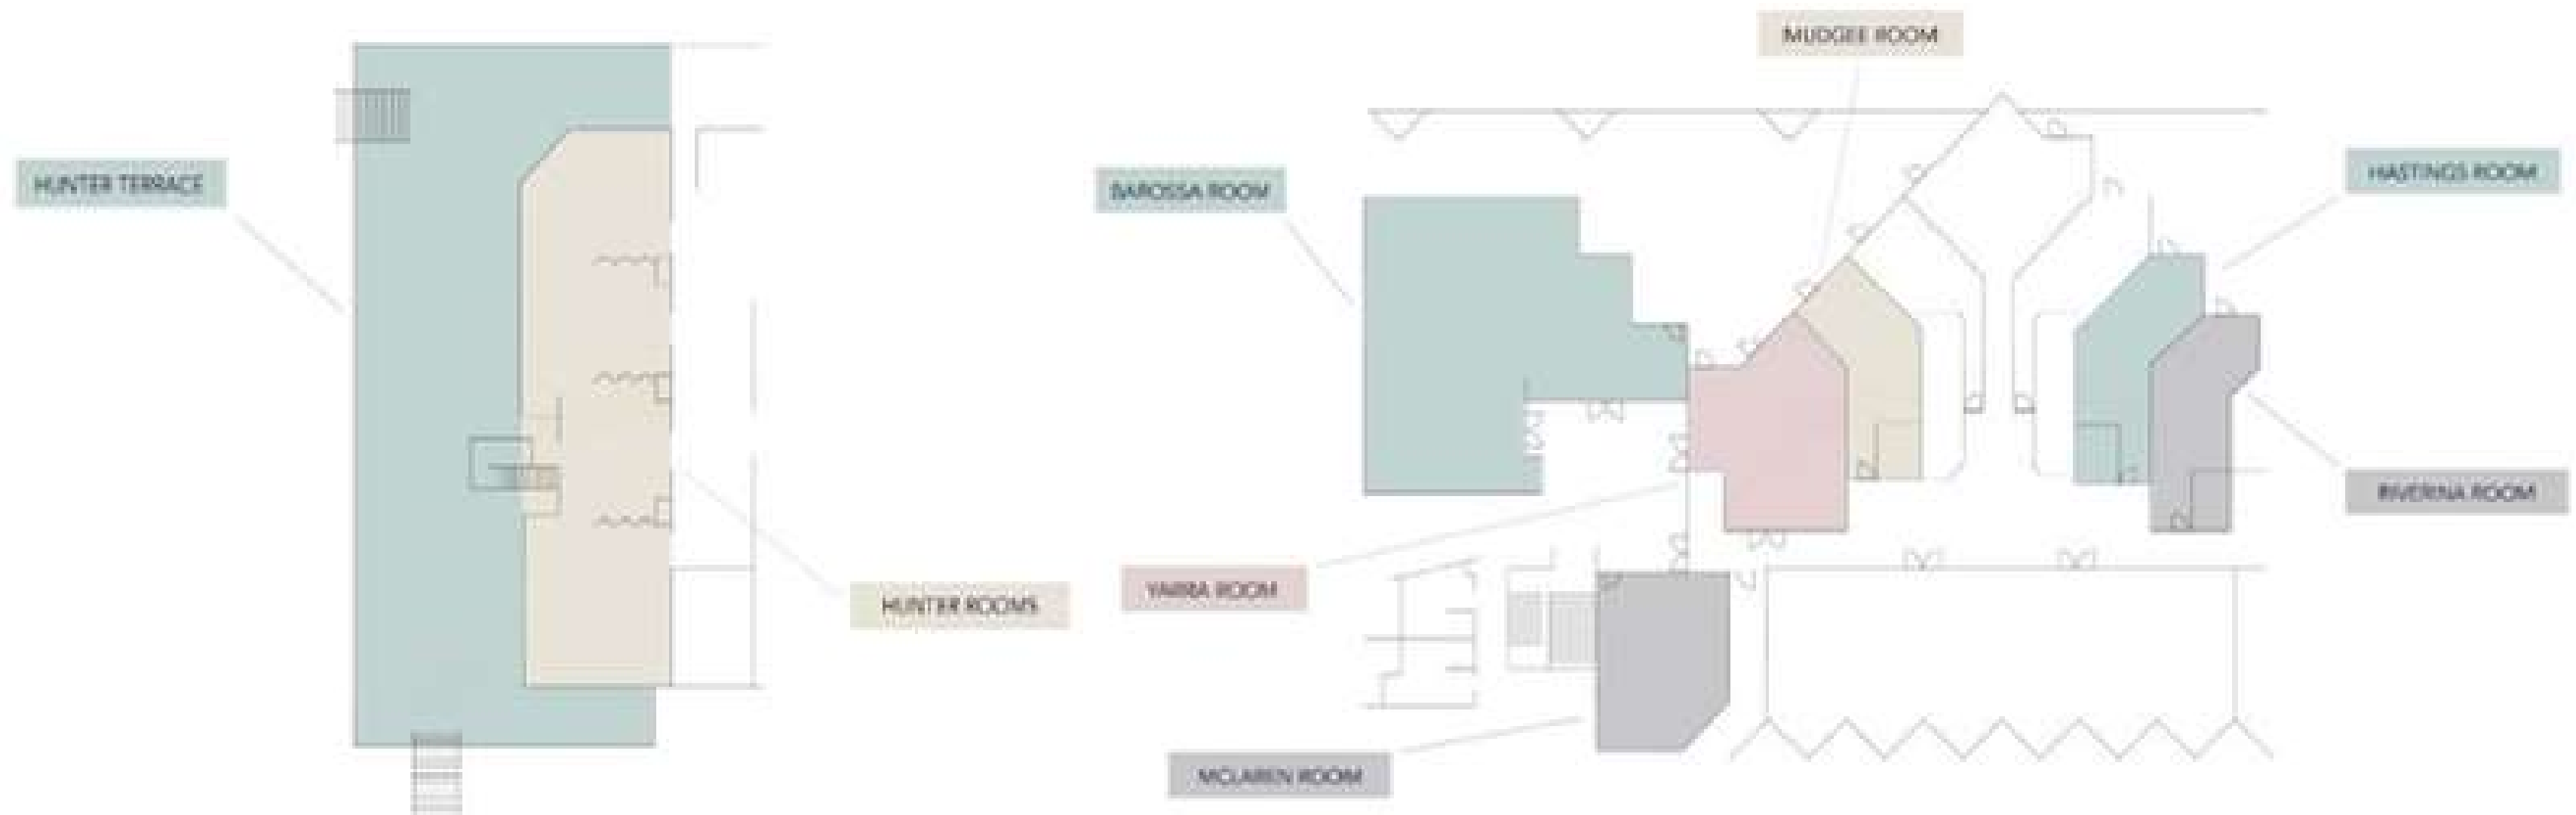 MUDGEE ROOM
HUNTER TERRACE
BAROSSA ROOM
HASTINGS ROOM
RIVERINA ROOM
HUNTER ROOMS
YARRA ROOM
MCLAREN ROOM